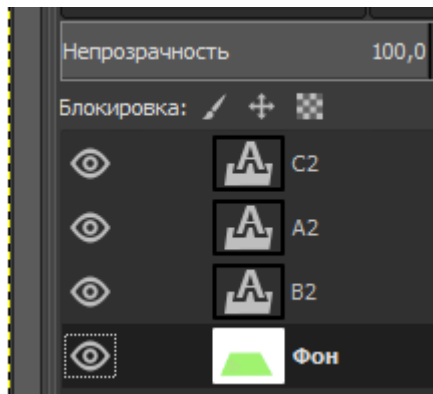 Непрозрачность 100,0
Блокировка:
C2
A2
B2
Фон